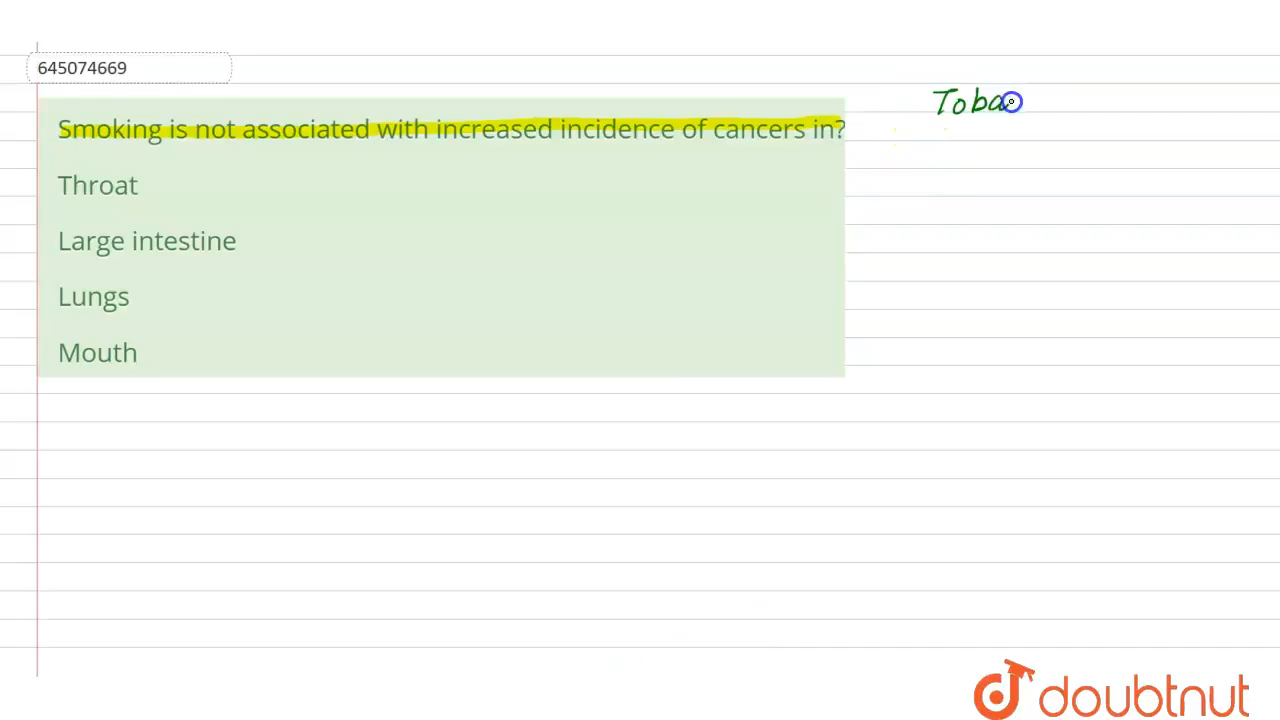 645074669
Toba
Smoking is not associated with increased incidence of cancers in?
Throat
Large intestine
Lungs
Mouth
doubtnut